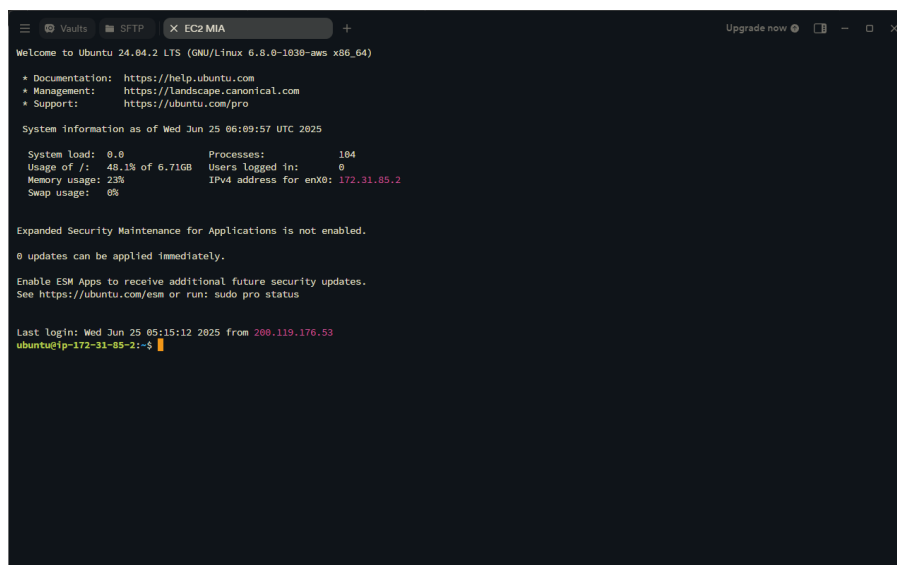 Vaults SFTP EC2 MIA Upgrade now
Welcome to Ubuntu 24.04.2 LTS (GNU/Linux 6.8.0-1030-aws x86_64)
* Documentation: https://help.ubuntu.com
* Management: https://landscape.canonical.com
* Support: https://ubuntu.com/pro
System information as of Wed Jun 25 06:09:57 UTC 2025
System load: 0.0 Processes: 104
Usage of /: 48.1% of 6.71GB Users logged in: 0
Memory usage: 23% IPv4 address for enX0: 172.31.85.2
Swap usage: 0%
Expanded Security Maintenance for Applications is not enabled.
0 updates can be applied immediately.
Enable ESM Apps to receive additional future security updates.
See https://ubuntu.com/esm or run: sudo pro status
Last login: Wed Jun 25 05:15:12 2025 from 200.119.176.53
ubuntu@ip-172-31-85-2:~$